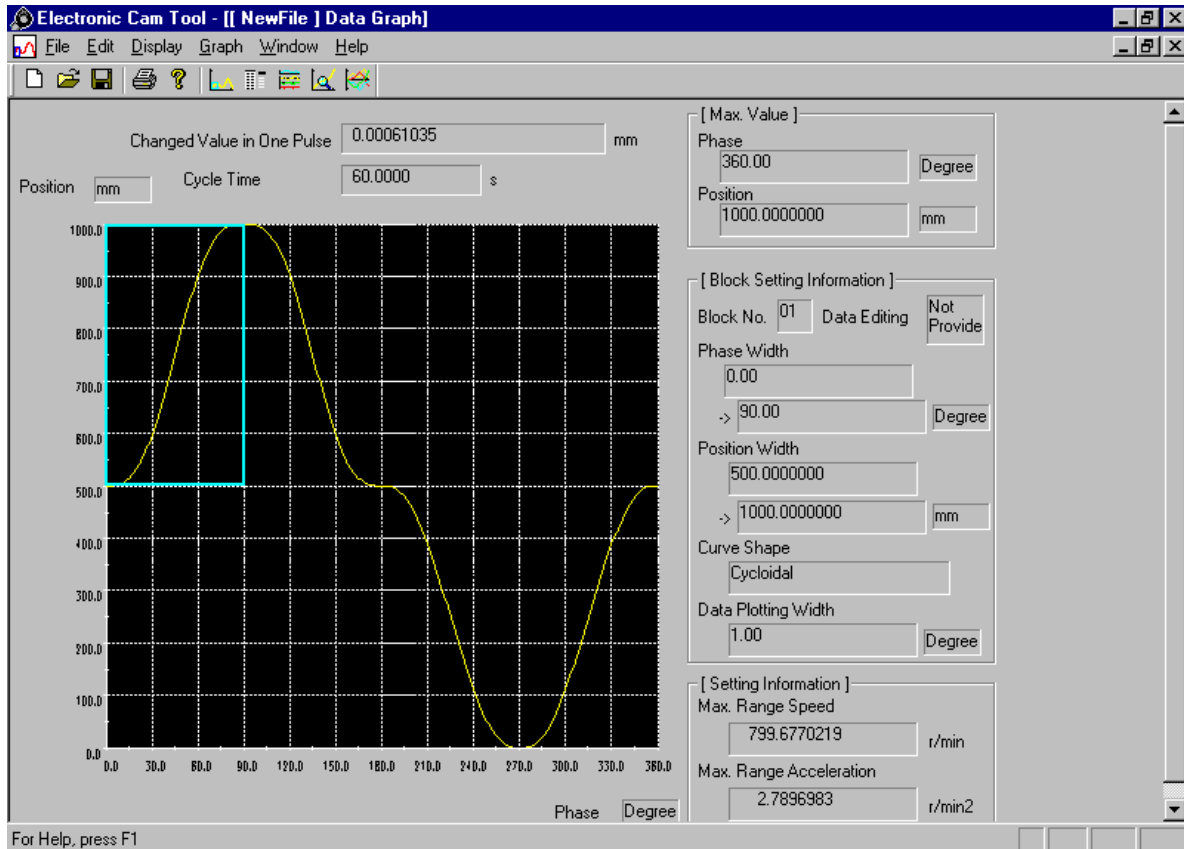 Electronic Cam Tool - [[ NewFile ] Data Graph]
File Edit Display Graph Window Help
Changed Value in One Pulse 0.00061035 mm
Position mm Cycle Time 60.0000 s
1000.0
900.0
800.0
700.0
600.0
500.0
400.0
300.0
200.0
100.0
0.0
0.0 30.0 60.0 90.0 120.0 150.0 180.0 210.0 240.0 270.0 300.0 330.0 360.0
Phase Degree
[ Max. Value ]
Phase
360.00 Degree
Position
1000.0000000 mm
[ Block Setting Information ]
Block No. 01 Data Editing Not Provide
Phase Width
0.00
-> 90.00 Degree
Position Width
500.0000000
-> 1000.0000000 mm
Curve Shape
Cycloidal
Data Plotting Width
1.00 Degree
[ Setting Information ]
Max. Range Speed
799.6770219 r/min
Max. Range Acceleration
2.7896983 r/min2
For Help, press F1